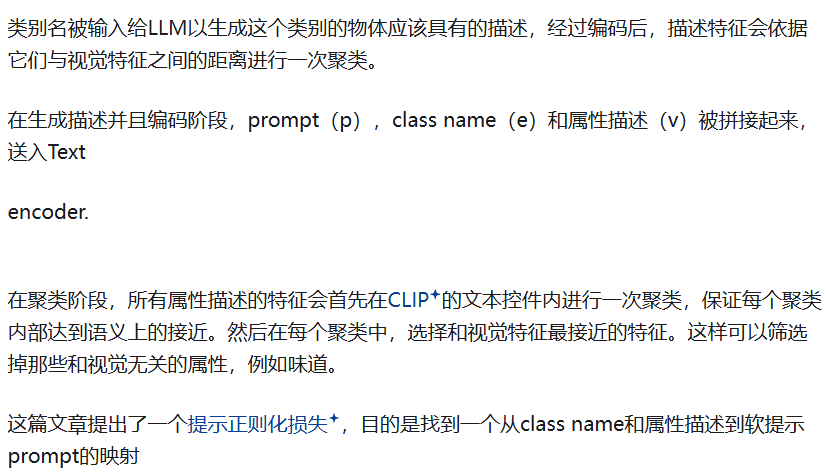 类别名被输入给LLM以生成这个类别的物体应该具有的描述，经过编码后，描述特征会依据
它们与视觉特征之间的距离进行一次聚类。
在生成描述并且编码阶段，prompt（p），class name（e）和属性描述（v）被拼接起来，
送入Text
encoder.
在聚类阶段，所有属性描述的特征会首先在CLIP的文本控件内进行一次聚类，保证每个聚类
内部达到语义上的接近。然后在每个聚类中，选择和视觉特征最接近的特征。这样可以筛选
掉那些和视觉无关的属性，例如味道。
这篇文章提出了一个提示正则化损失，目的是找到一个从class name和属性描述到软提示
prompt的映射